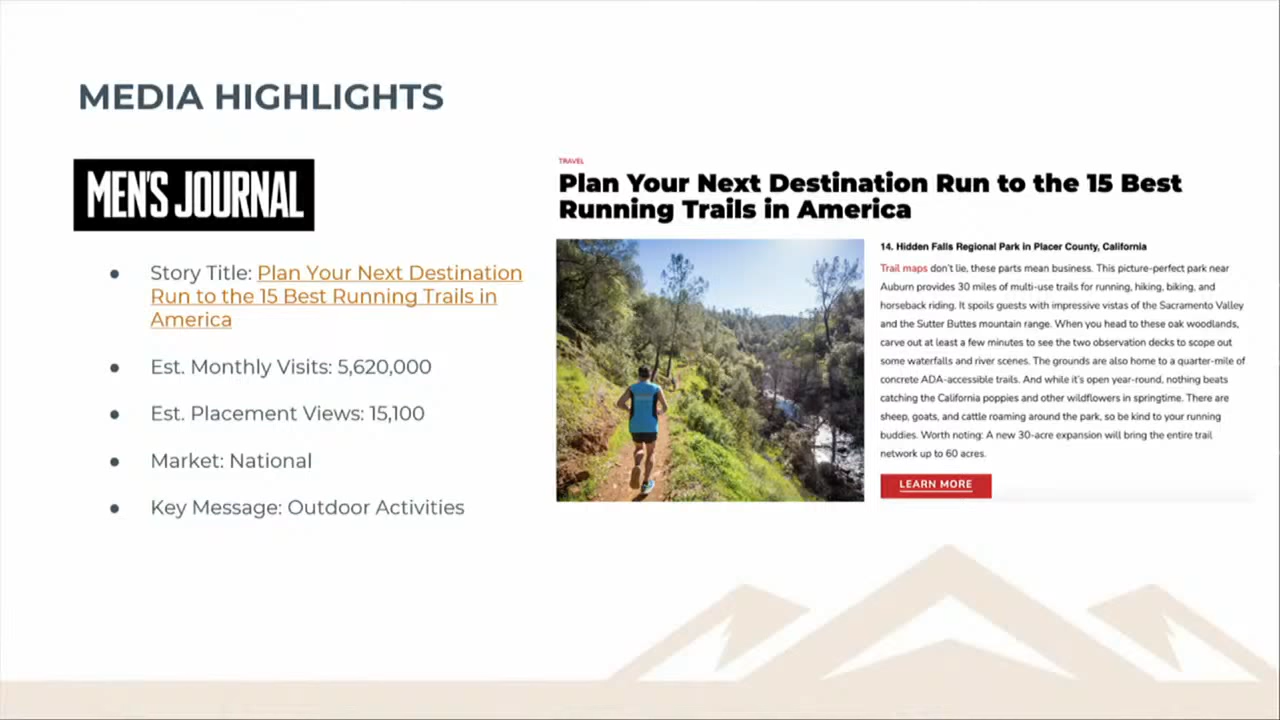 MEDIA HIGHLIGHTS
MEN'S JOURNAL
● Story Title: Plan Your Next Destination
Run to the 15 Best Running Trails in
America
● Est. Monthly Visits: 5,620,000
● Est. Placement Views: 15,100
● Market: National
● Key Message: Outdoor Activities
TRAVEL
Plan Your Next Destination Run to the 15 Best
Running Trails in America
14. Hidden Falls Regional Park in Placer County, California
Trail maps don't lie, these parts mean business. This picture-perfect park near
Auburn provides 30 miles of multi-use trails for running, hiking, biking, and
horseback riding. It spoils guests with impressive vistas of the Sacramento Valley
and the Sutter Buttes mountain range. When you head to these oak woodlands,
carve out at least a few minutes to see the two observation decks to scope out
some waterfalls and river scenes. The grounds are also home to a quarter-mile of
concrete ADA-accessible trails. And while it's open year-round, nothing beats
catching the California poppies and other wildflowers in springtime. There are
sheep, goats, and cattle roaming around the park, so be kind to your running
buddies. Worth noting: A new 30-acre expansion will bring the entire trail
network up to 60 acres.
LEARN MORE